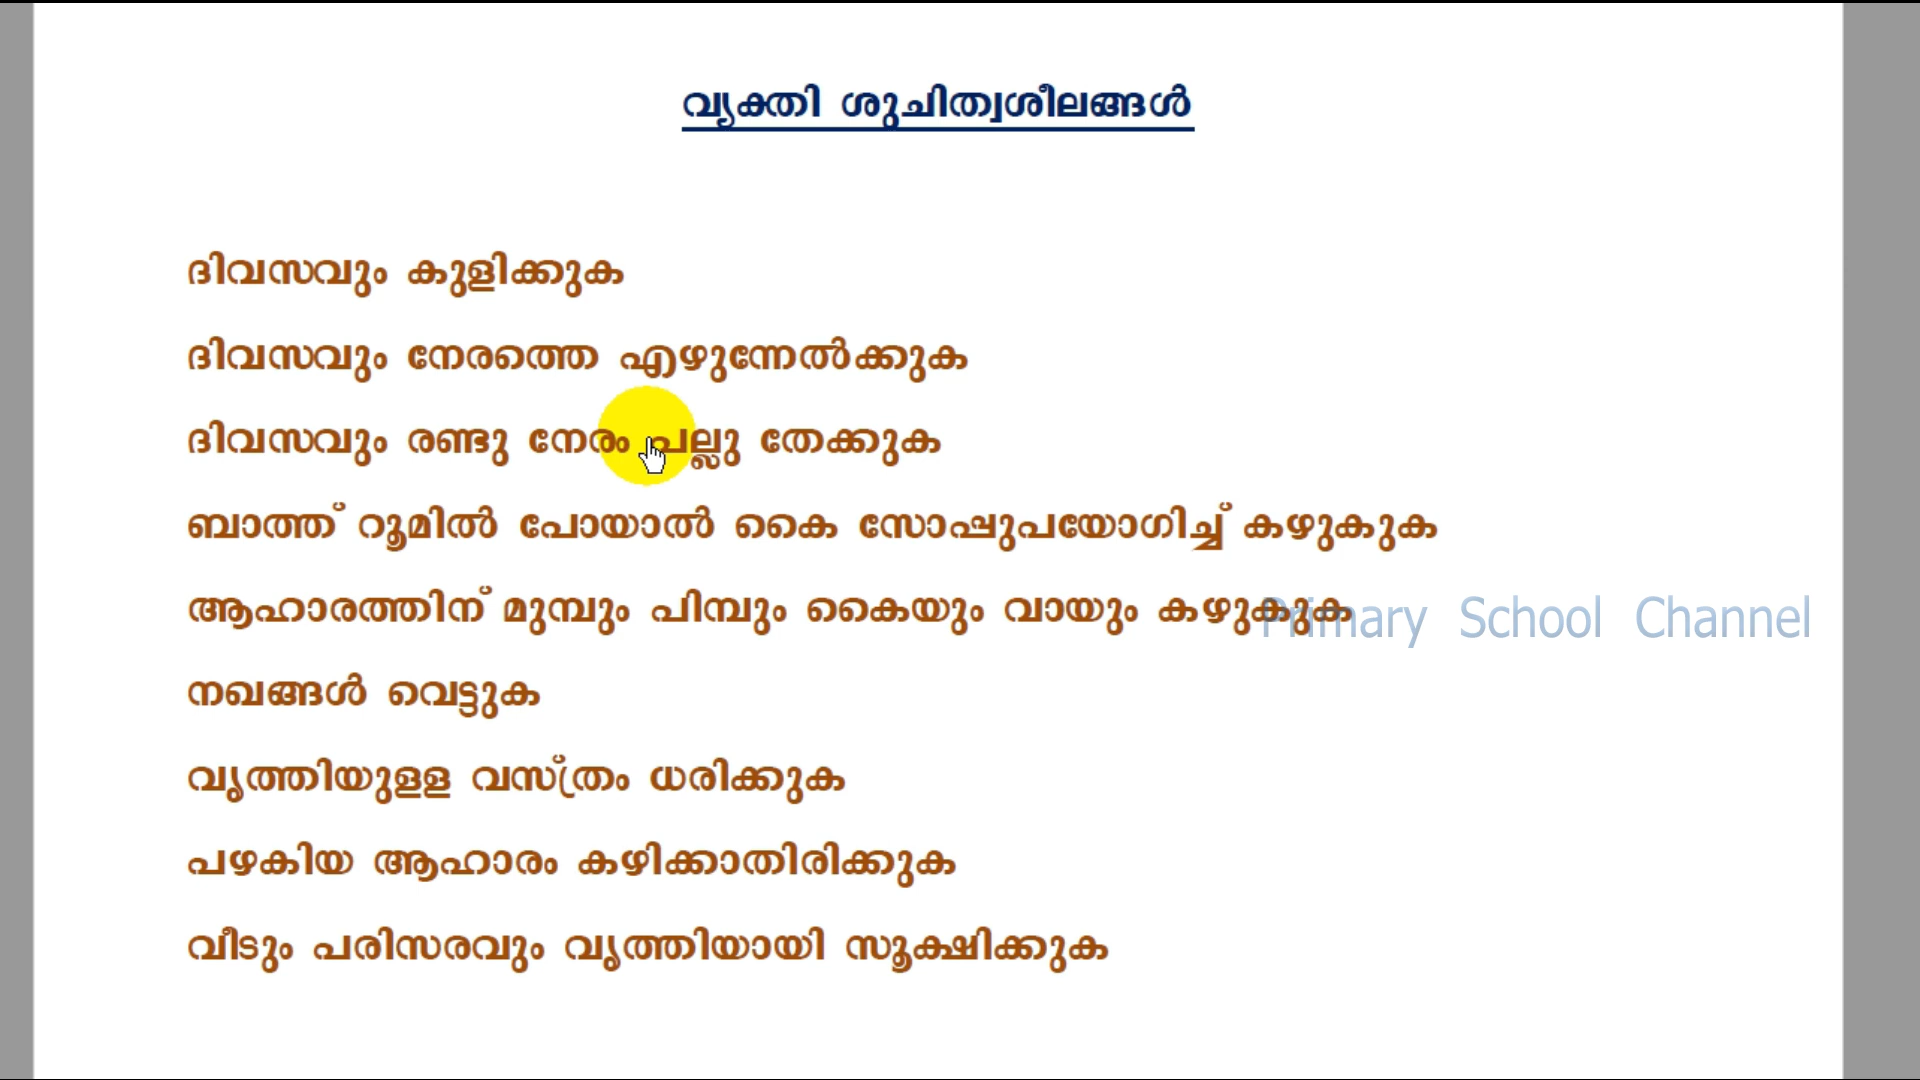 വ്യക്തി ശുചിത്വശീലങ്ങൾ
ദിവസവും കുളിക്കുക
ദിവസവും നേരത്തെ എഴുന്നേൽക്കുക
ദിവസവും രണ്ടു നേരം പല്ലു തേക്കുക
ബാത്ത് റൂമിൽ പോയാൽ കൈ സോപ്പുപയോഗിച്ച് കഴുകുക
ആഹാരത്തിന് മുമ്പും പിമ്പും കൈയും വായും കഴുകുക
Primary School Channel
നഖങ്ങൾ വെട്ടുക
വൃത്തിയുള്ള വസ്ത്രം ധരിക്കുക
പഴകിയ ആഹാരം കഴിക്കാതിരിക്കുക
വീടും പരിസരവും വൃത്തിയായി സൂക്ഷിക്കുക